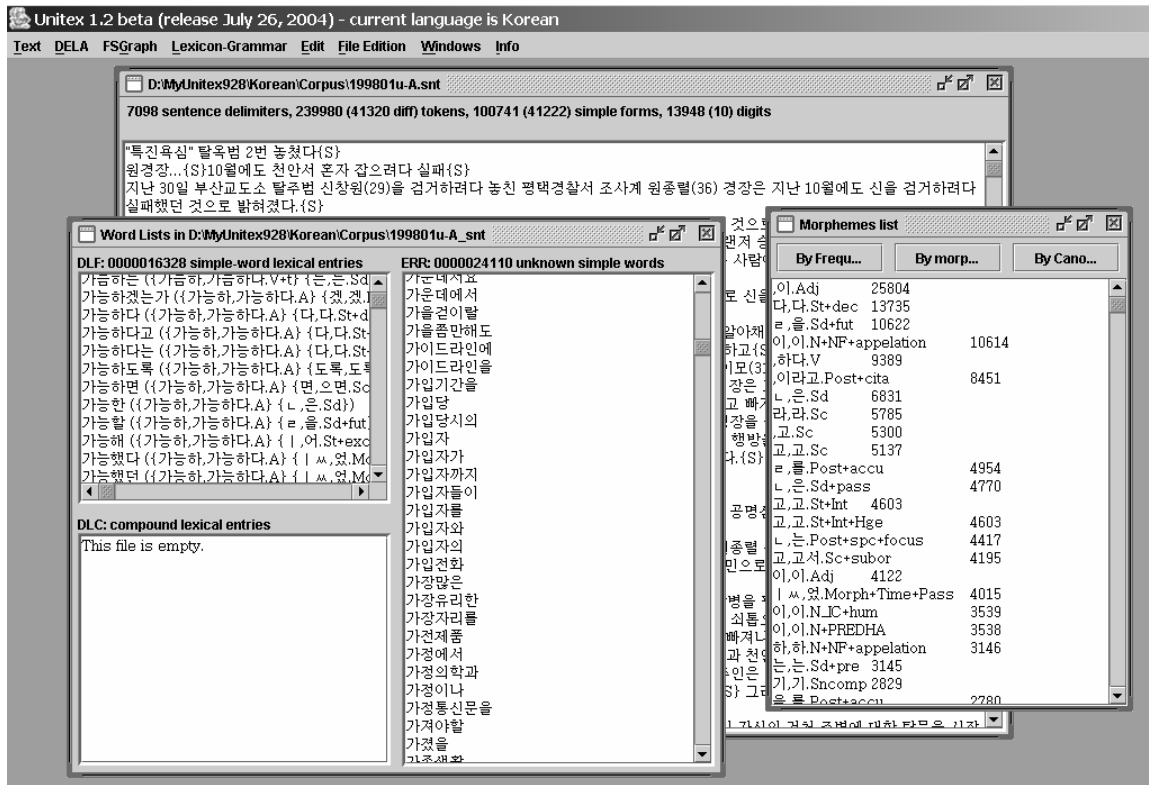 Unitex 1.2 beta (release July 26, 2004) - current language is Korean
Text DELA FSGraph Lexicon-Grammar Edit File Edition Windows Info
D:\MyUnitex928\Korean\Corpus\199801u-A.snt
7098 sentence delimiters, 239980 (41320 diff) tokens, 100741 (41222) simple forms, 13948 (10) digits
"특진욕심" 탈옥범 2번 놓쳤다{S}
원경장...{S}10월에도 천안서 혼자 잡으려다 실패{S}
지난 30일 부산교도소 탈주범 신창원(29)을 검거하려다 놓친 평택경찰서 조사계 원종렬(36) 경장은 지난 10월에도 신을 검거하려다
실패했던 것으로 밝혀졌다.{S}
Word Lists in D:\MyUnitex928\Korean\Corpus\199801u-A_snt
DLF: 0000016328 simple-word lexical entries
가능하는 ({가늠하,가늠하다.V+t} {는,는.Sd
가능하겠는가 ({가능하,가능하다.A} {겠,겠.
가능하다 ({가능하,가능하다.A} {다,다.St+d
가능하다고 ({가능하,가능하다.A} {다,다.St-
가능하다는 ({가능하,가능하다.A} {다,다.St-
가능하도록 ({가능하,가능하다.A} {도록,도록
가능하면 ({가능하,가능하다.A} {면,으면.Sc
가능한 ({가능하,가능하다.A} {ㄴ,은.Sd})
가능할 ({가능하,가능하다.A} {ㄹ,을.Sd+fut}
가능해 ({가능하,가능하다.A} {ㅣ,어.St+exc
가능했다 ({가능하,가능하다.A} {ㅣㅆ,었.Mo
가능했던 ({가능하,가능하다.A} {ㅣㅆ,었.Mo
DLC: compound lexical entries
This file is empty.
ERR: 0000024110 unknown simple words
가운데서요
가운데에서
가을걷이랄
가을쯤만해도
가이드라인에
가이드라인을
가입기간을
가입당
가입당시의
가입자
가입자가
가입자까지
가입자들이
가입자를
가입자와
가입자의
가입전화
가장많은
가장유리한
가장자리를
가전제품
가정에서
가정의학과
가정이나
가정통신문을
가져야할
가졌을
가족생활
Morphemes list
By Frequ... By morp... By Cano...
,이.Adj 25804
다,다.St+dec 13735
ㄹ,을.Sd+fut 10622
이,이.N+NF+appelation 10614
,하다.V 9389
,이라고.Post+cita 8451
ㄴ,은.Sd 6831
라,라.Sc 5785
,고.Sc 5300
고,고.Sc 5137
ㄹ,를.Post+accu 4954
ㄴ,은.Sd+pass 4770
고,고.St+Int 4603
고,고.St+Int+Hge 4603
ㄴ,는.Post+spc+focus 4417
고,고서.Sc+subor 4195
이,이.Adj 4122
ㅣㅆ,었.Morph+Time+Pass 4015
이,이.N_IC+hum 3539
이,이.N+PREDHA 3538
하,하.N+NF+appelation 3146
는,는.Sd+pre 3145
기,기.Sncomp 2829
을,를.Post+accu 2780